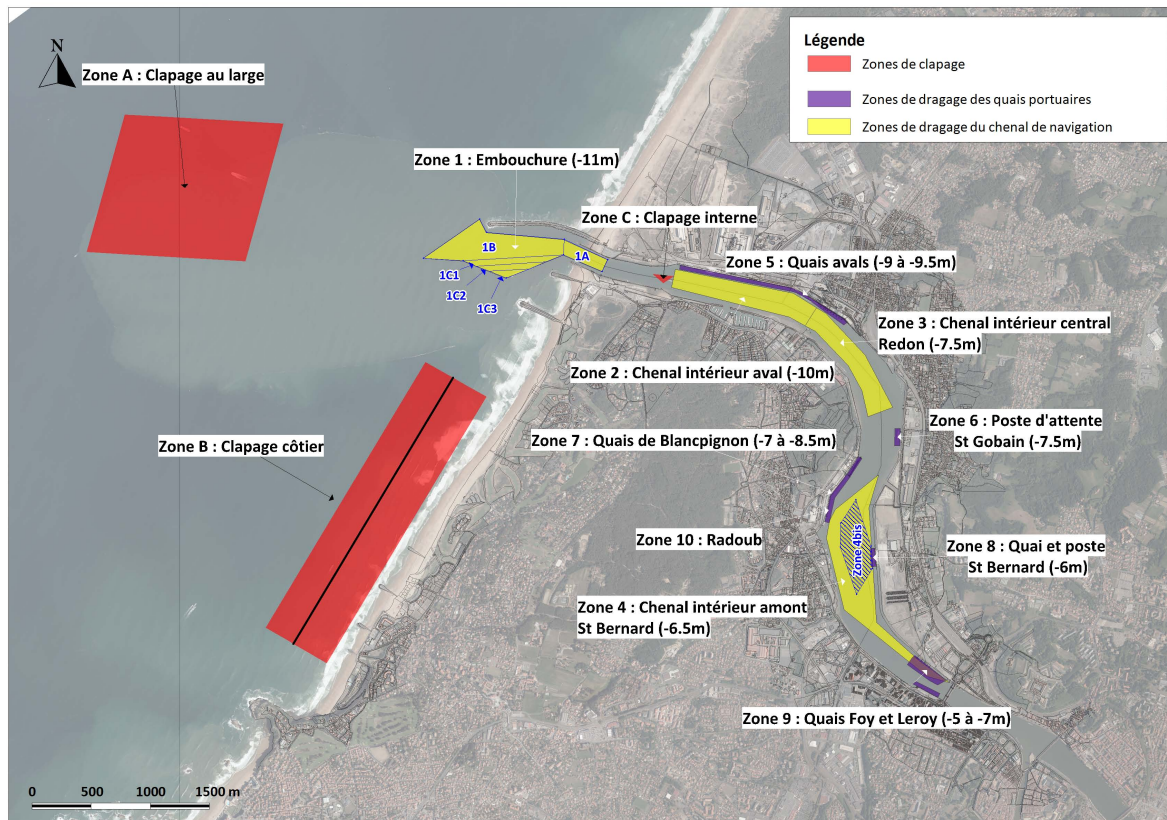 N
Zone A : Clapage au large
Légende
Zones de clapage
Zones de dragage des quais portuaires
Zones de dragage du chenal de navigation
Zone 1 : Embouchure (-11m)
Zone C : Clapage interne
1B
1A
1C1
1C2
1C3
Zone 5 : Quais avals (-9 à -9.5m)
Zone 3 : Chenal intérieur central
Redon (-7.5m)
Zone 2 : Chenal intérieur aval (-10m)
Zone 6 : Poste d'attente
St Gobain (-7.5m)
Zone 7 : Quais de Blancpignon (-7 à -8.5m)
Zone B : Clapage côtier
Zone 10 : Radoub
Zone 4bis
Zone 8 : Quai et poste
St Bernard (-6m)
Zone 4 : Chenal intérieur amont
St Bernard (-6.5m)
Zone 9 : Quais Foy et Leroy (-5 à -7m)
0 500 1000 1500 m